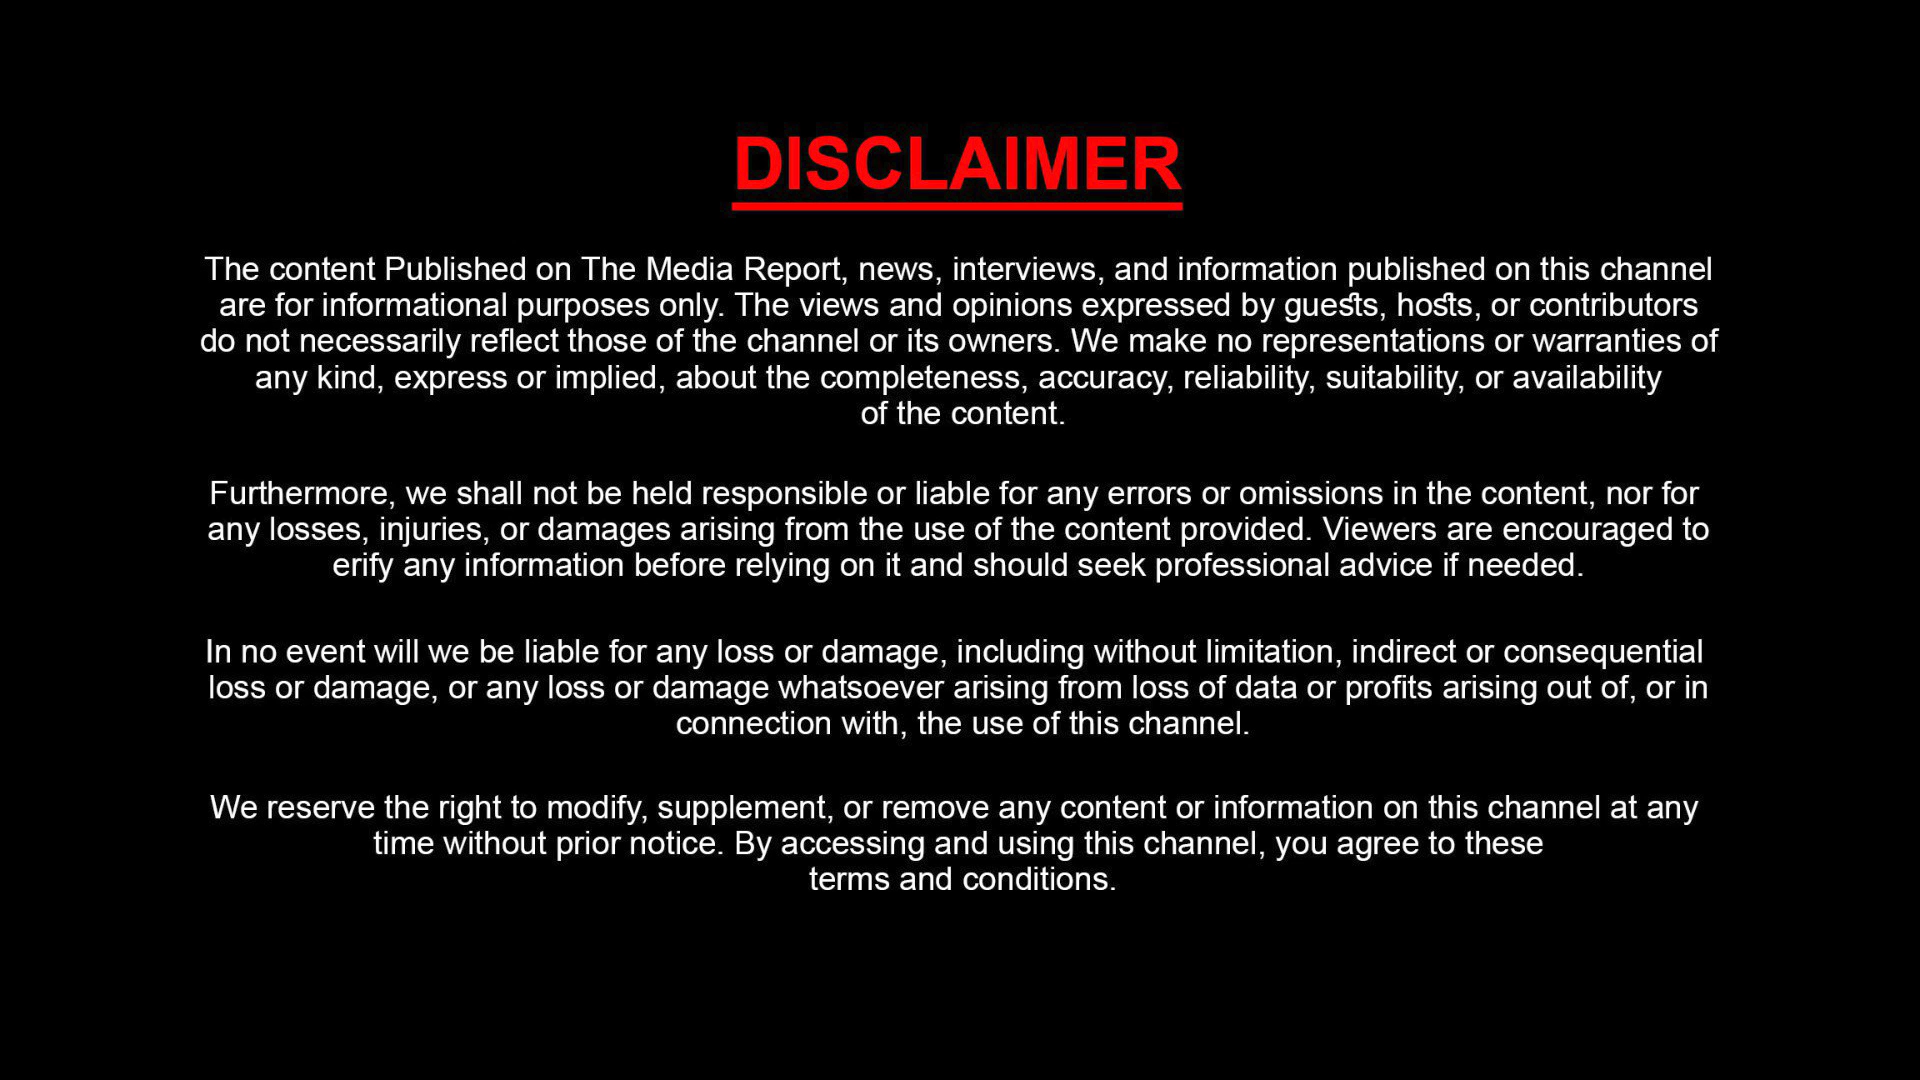 DISCLAIMER
The content Published on The Media Report, news, interviews, and information published on this channel
are for informational purposes only. The views and opinions expressed by guests, hosts, or contributors
do not necessarily reflect those of the channel or its owners. We make no representations or warranties of
any kind, express or implied, about the completeness, accuracy, reliability, suitability, or availability
of the content.
Furthermore, we shall not be held responsible or liable for any errors or omissions in the content, nor for
any losses, injuries, or damages arising from the use of the content provided. Viewers are encouraged to
erify any information before relying on it and should seek professional advice if needed.
In no event will we be liable for any loss or damage, including without limitation, indirect or consequential
loss or damage, or any loss or damage whatsoever arising from loss of data or profits arising out of, or in
connection with, the use of this channel.
We reserve the right to modify, supplement, or remove any content or information on this channel at any
time without prior notice. By accessing and using this channel, you agree to these
terms and conditions.